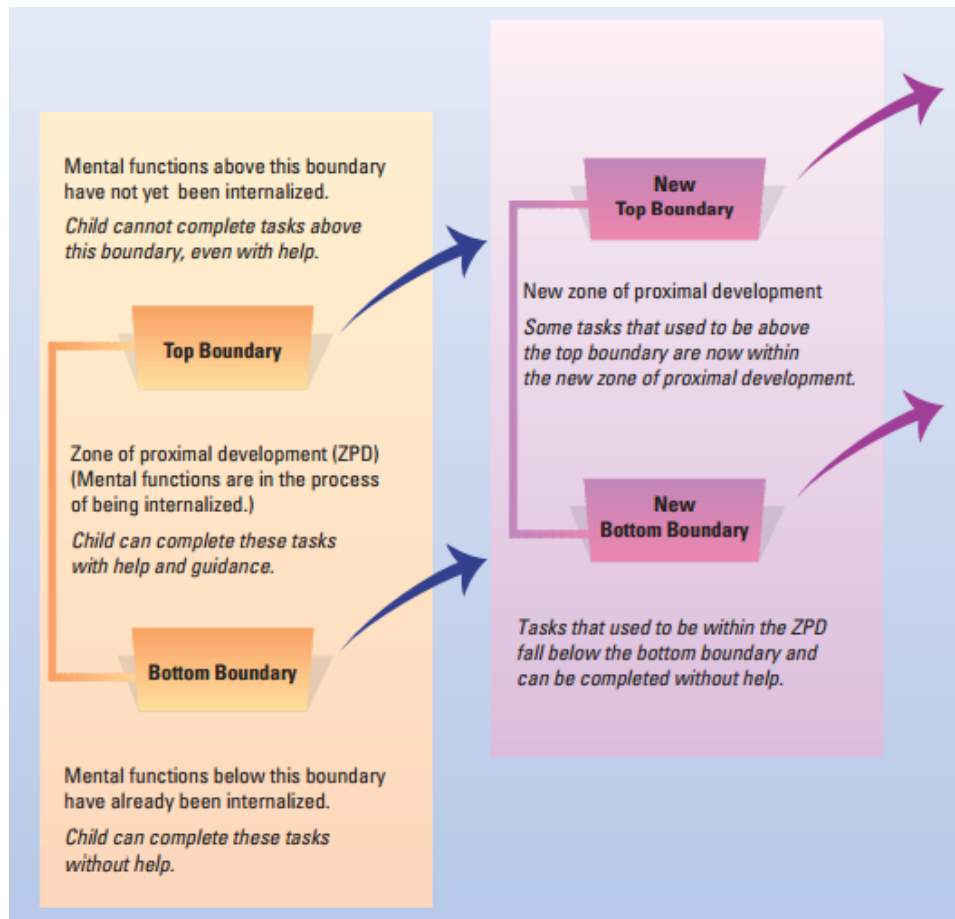 Mental functions above this boundary
have not yet been internalized.
Child cannot complete tasks above
this boundary, even with help.
Top Boundary
Zone of proximal development (ZPD)
(Mental functions are in the process
of being internalized.)
Child can complete these tasks
with help and guidance.
Bottom Boundary
Mental functions below this boundary
have already been internalized.
Child can complete these tasks
without help.
New
Top Boundary
New zone of proximal development
Some tasks that used to be above
the top boundary are now within
the new zone of proximal development.
New
Bottom Boundary
Tasks that used to be within the ZPD
fall below the bottom boundary and
can be completed without help.